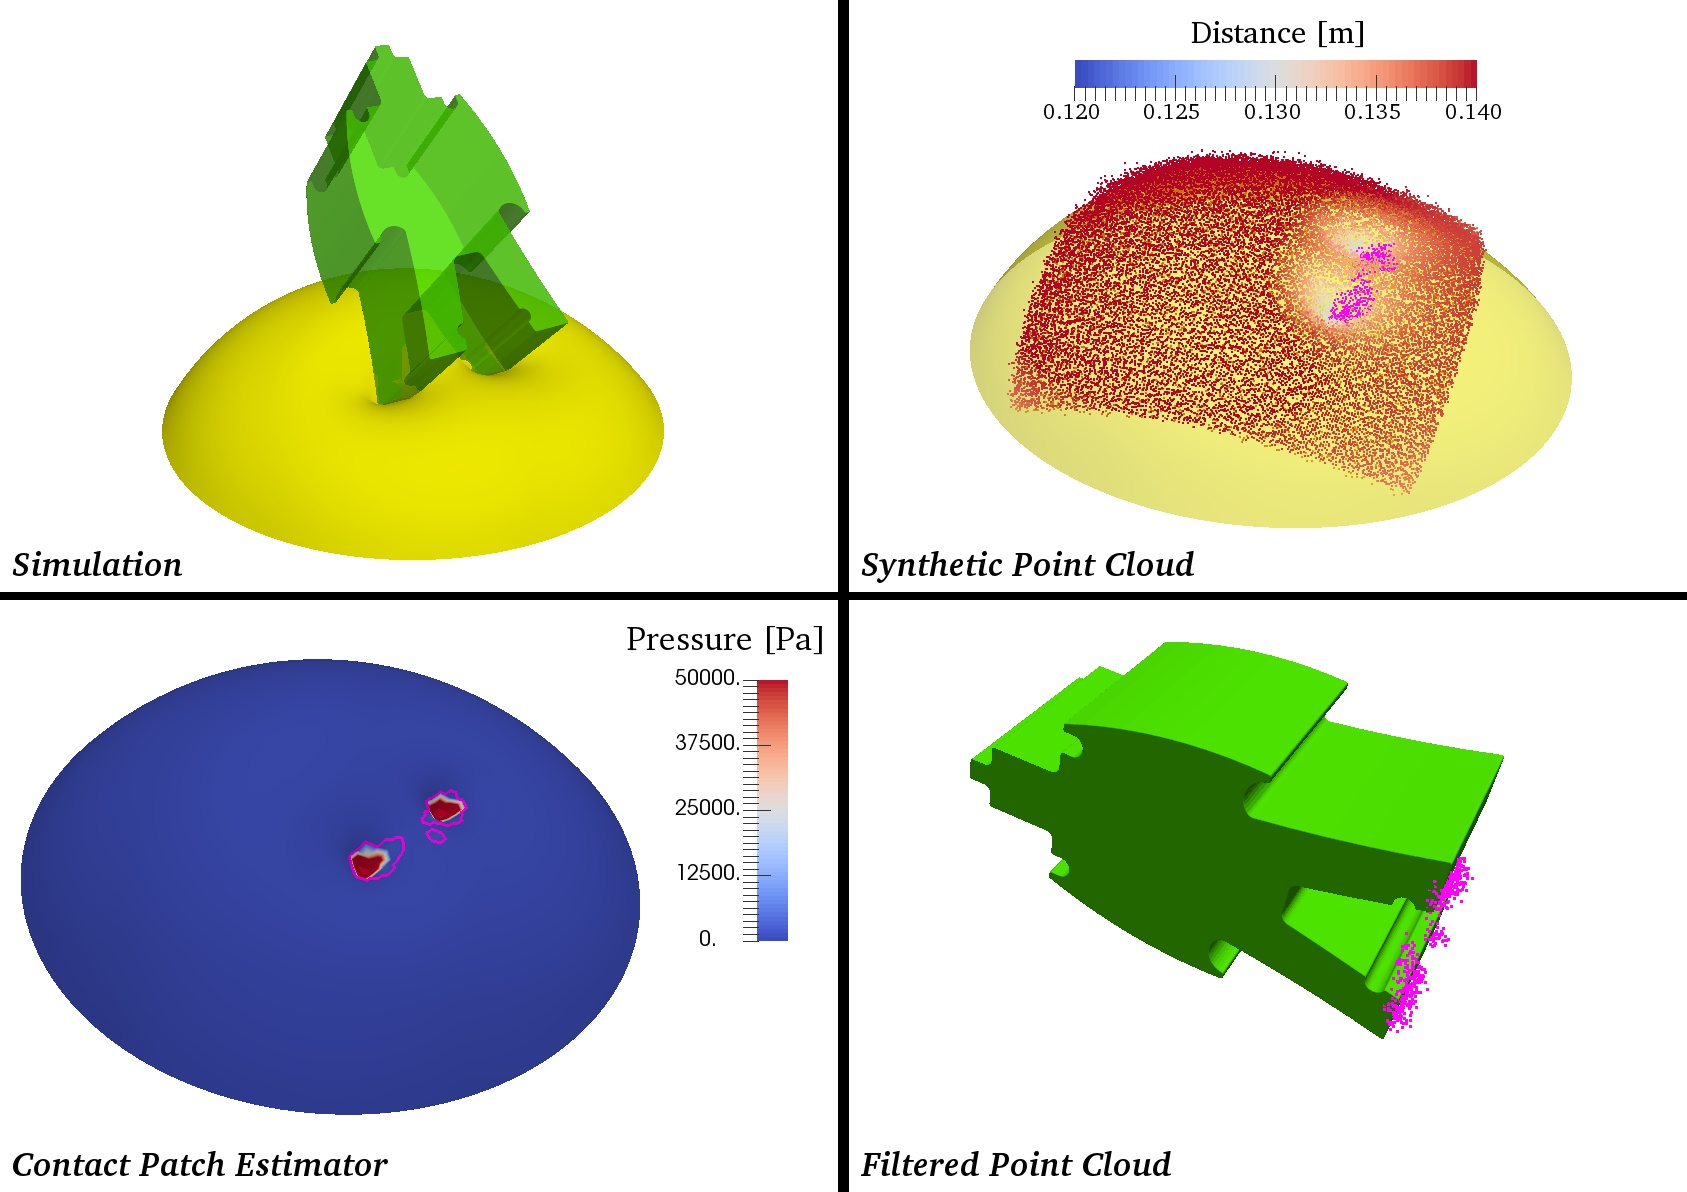 Simulation
Distance [m]
0.120 0.125 0.130 0.135 0.140
Synthetic Point Cloud
Pressure [Pa]
50000.
37500.
25000.
12500.
0.
Contact Patch Estimator
Filtered Point Cloud